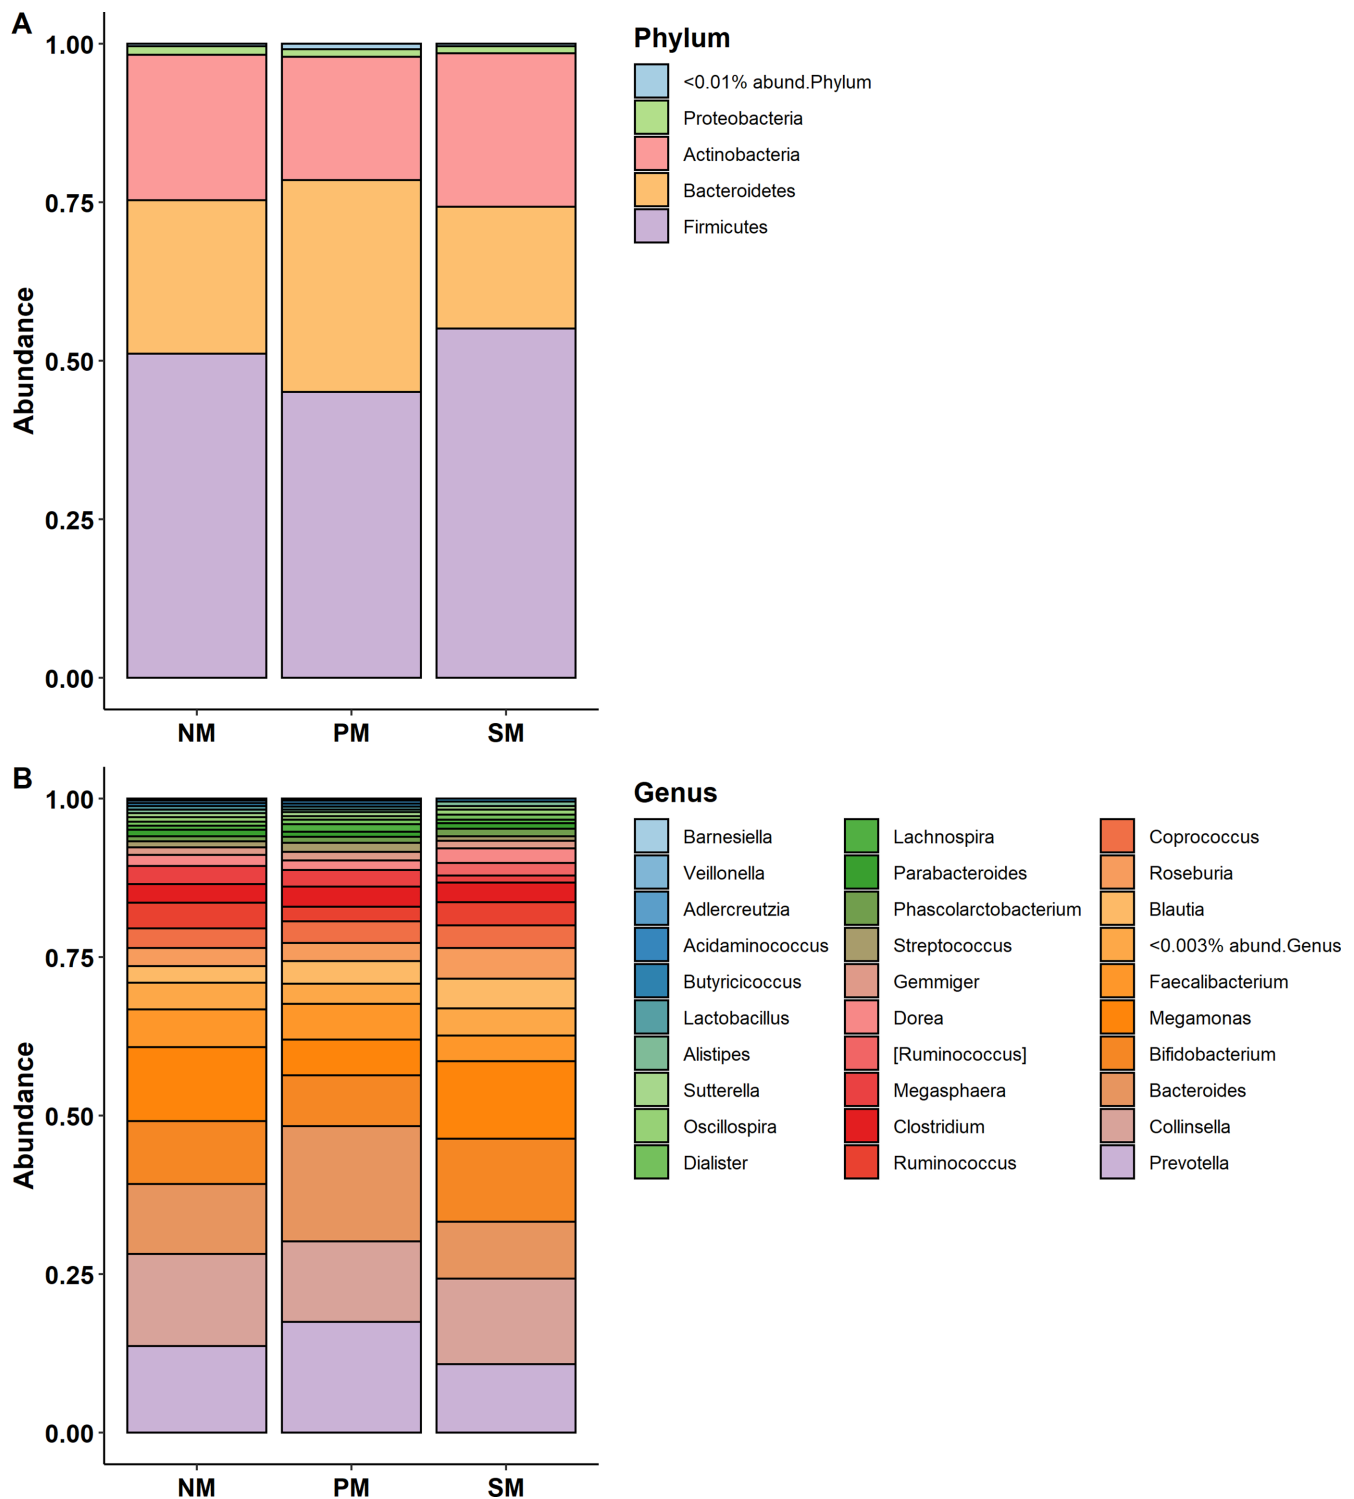 A
Phylum
1.00
0.75
0.50
0.25
0.00
Abundance
NM PM SM
<0.01% abund.Phylum
Proteobacteria
Actinobacteria
Bacteroidetes
Firmicutes
B
Genus
1.00
0.75
0.50
0.25
0.00
Abundance
NM PM SM
Barnesiella
Veillonella
Adlercreutzia
Acidaminococcus
Butyricicoccus
Lactobacillus
Alistipes
Sutterella
Oscillospira
Dialister
Lachnospira
Parabacteroides
Phascolarctobacterium
Streptococcus
Gemmiger
Dorea
[Ruminococcus]
Megasphaera
Clostridium
Ruminococcus
Coprococcus
Roseburia
Blautia
<0.003% abund.Genus
Faecalibacterium
Megamonas
Bifidobacterium
Bacteroides
Collinsella
Prevotella